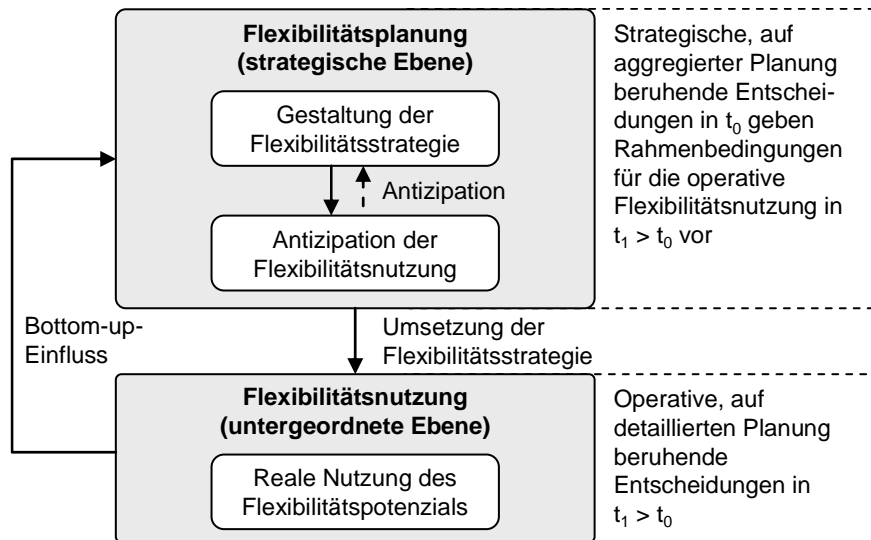 Flexibilitätsplanung
(strategische Ebene)
Gestaltung der
Flexibilitätsstrategie
Antizipation
Antizipation der
Flexibilitätsnutzung
Strategische, auf
aggregierter Planung
beruhende Entschei-
dungen in t₀ geben
Rahmenbedingungen
für die operative
Flexibilitätsnutzung in
t₁ > t₀ vor
Bottom-up-
Einfluss
Umsetzung der
Flexibilitätsstrategie
Flexibilitätsnutzung
(untergeordnete Ebene)
Reale Nutzung des
Flexibilitätspotenzials
Operative, auf
detaillierten Planung
beruhende
Entscheidungen in
t₁ > t₀